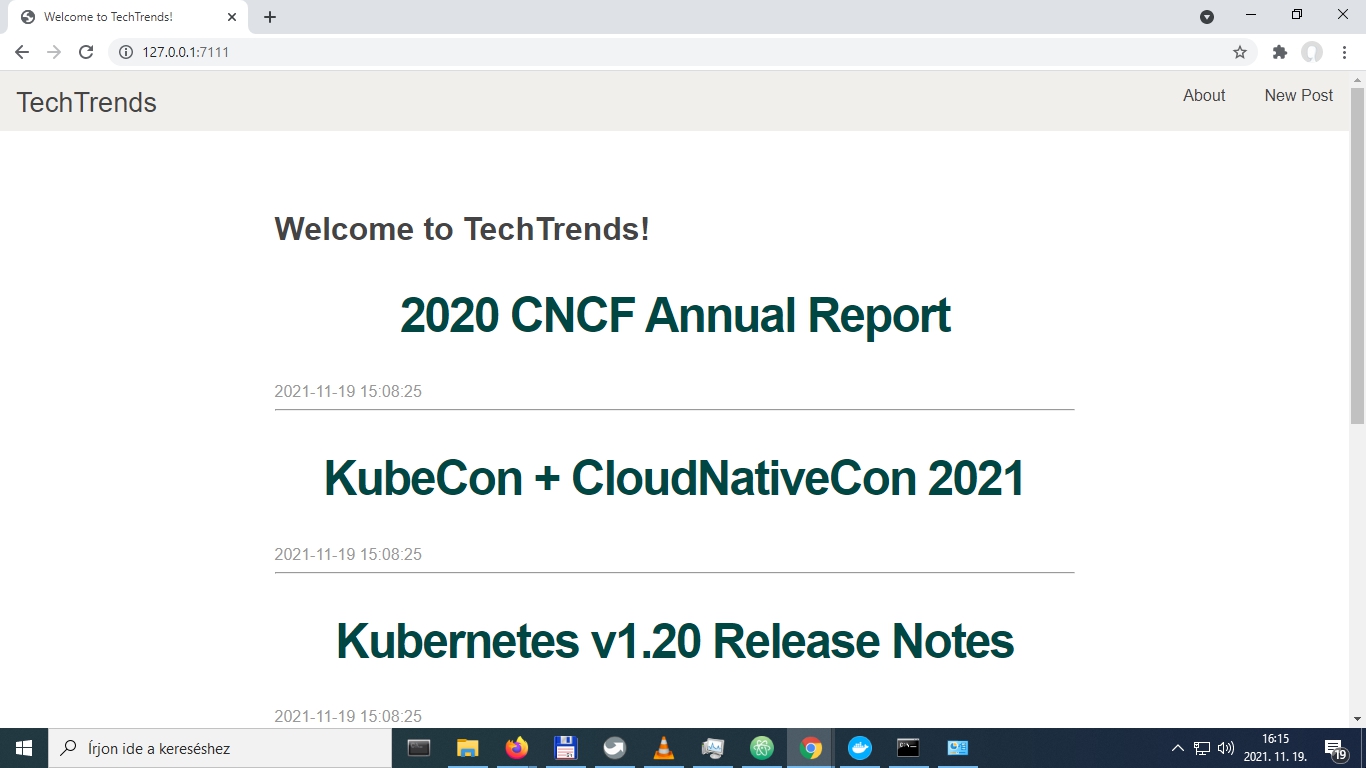 Welcome to TechTrends!
127.0.0.1:7111
TechTrends
About
New Post
Welcome to TechTrends!
2020 CNCF Annual Report
2021-11-19 15:08:25
KubeCon + CloudNativeCon 2021
2021-11-19 15:08:25
Kubernetes v1.20 Release Notes
2021-11-19 15:08:25
Írjon ide a kereséshez
16:15
2021. 11. 19.
19